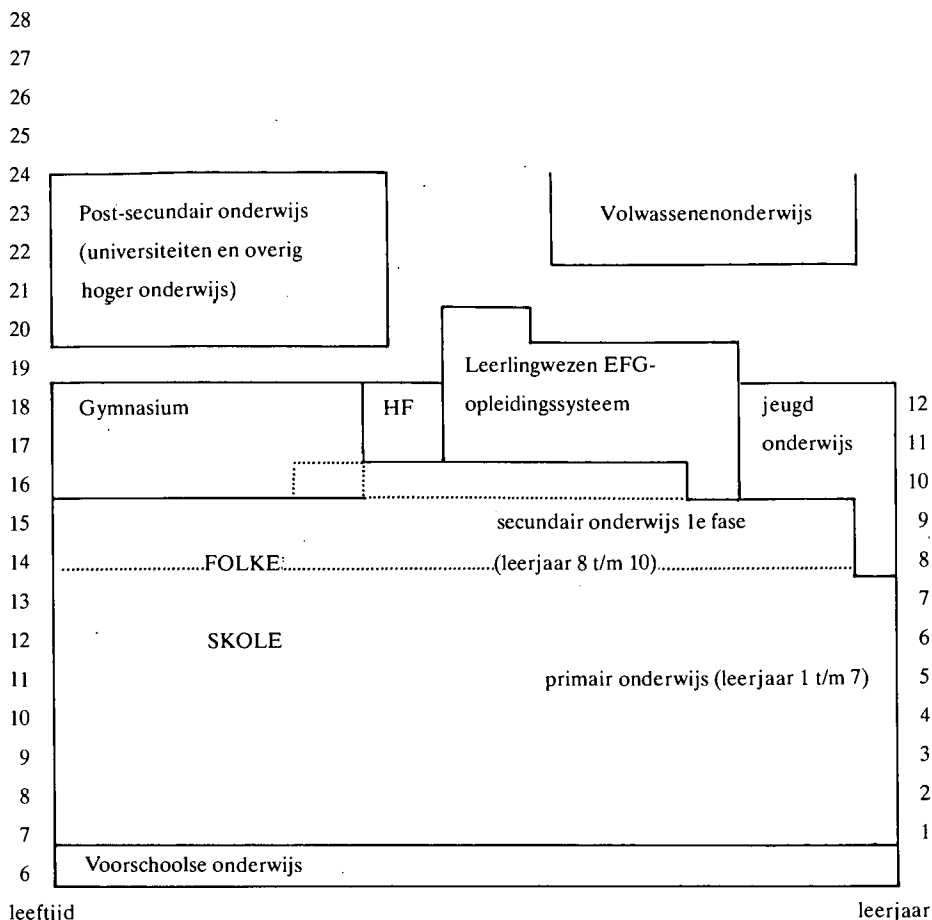 28
27
26
25
24
23 Post-secundair onderwijs Volwassenenonderwijs
22 (universiteiten en overig
21 hoger onderwijs)
20
19 Leerlingwezen EFG-
18 Gymnasium HF opleidingssysteem jeugd 12
17 onderwijs 11
16 10
15 secundair onderwijs 1e fase 9
14 FOLKE (leerjaar 8 t/m 10) 8
13 7
12 SKOLE 6
11 primair onderwijs (leerjaar 1 t/m 7) 5
10 4
9 3
8 2
7 1
6 Voorschoolse onderwijs
leeftijd leerjaar